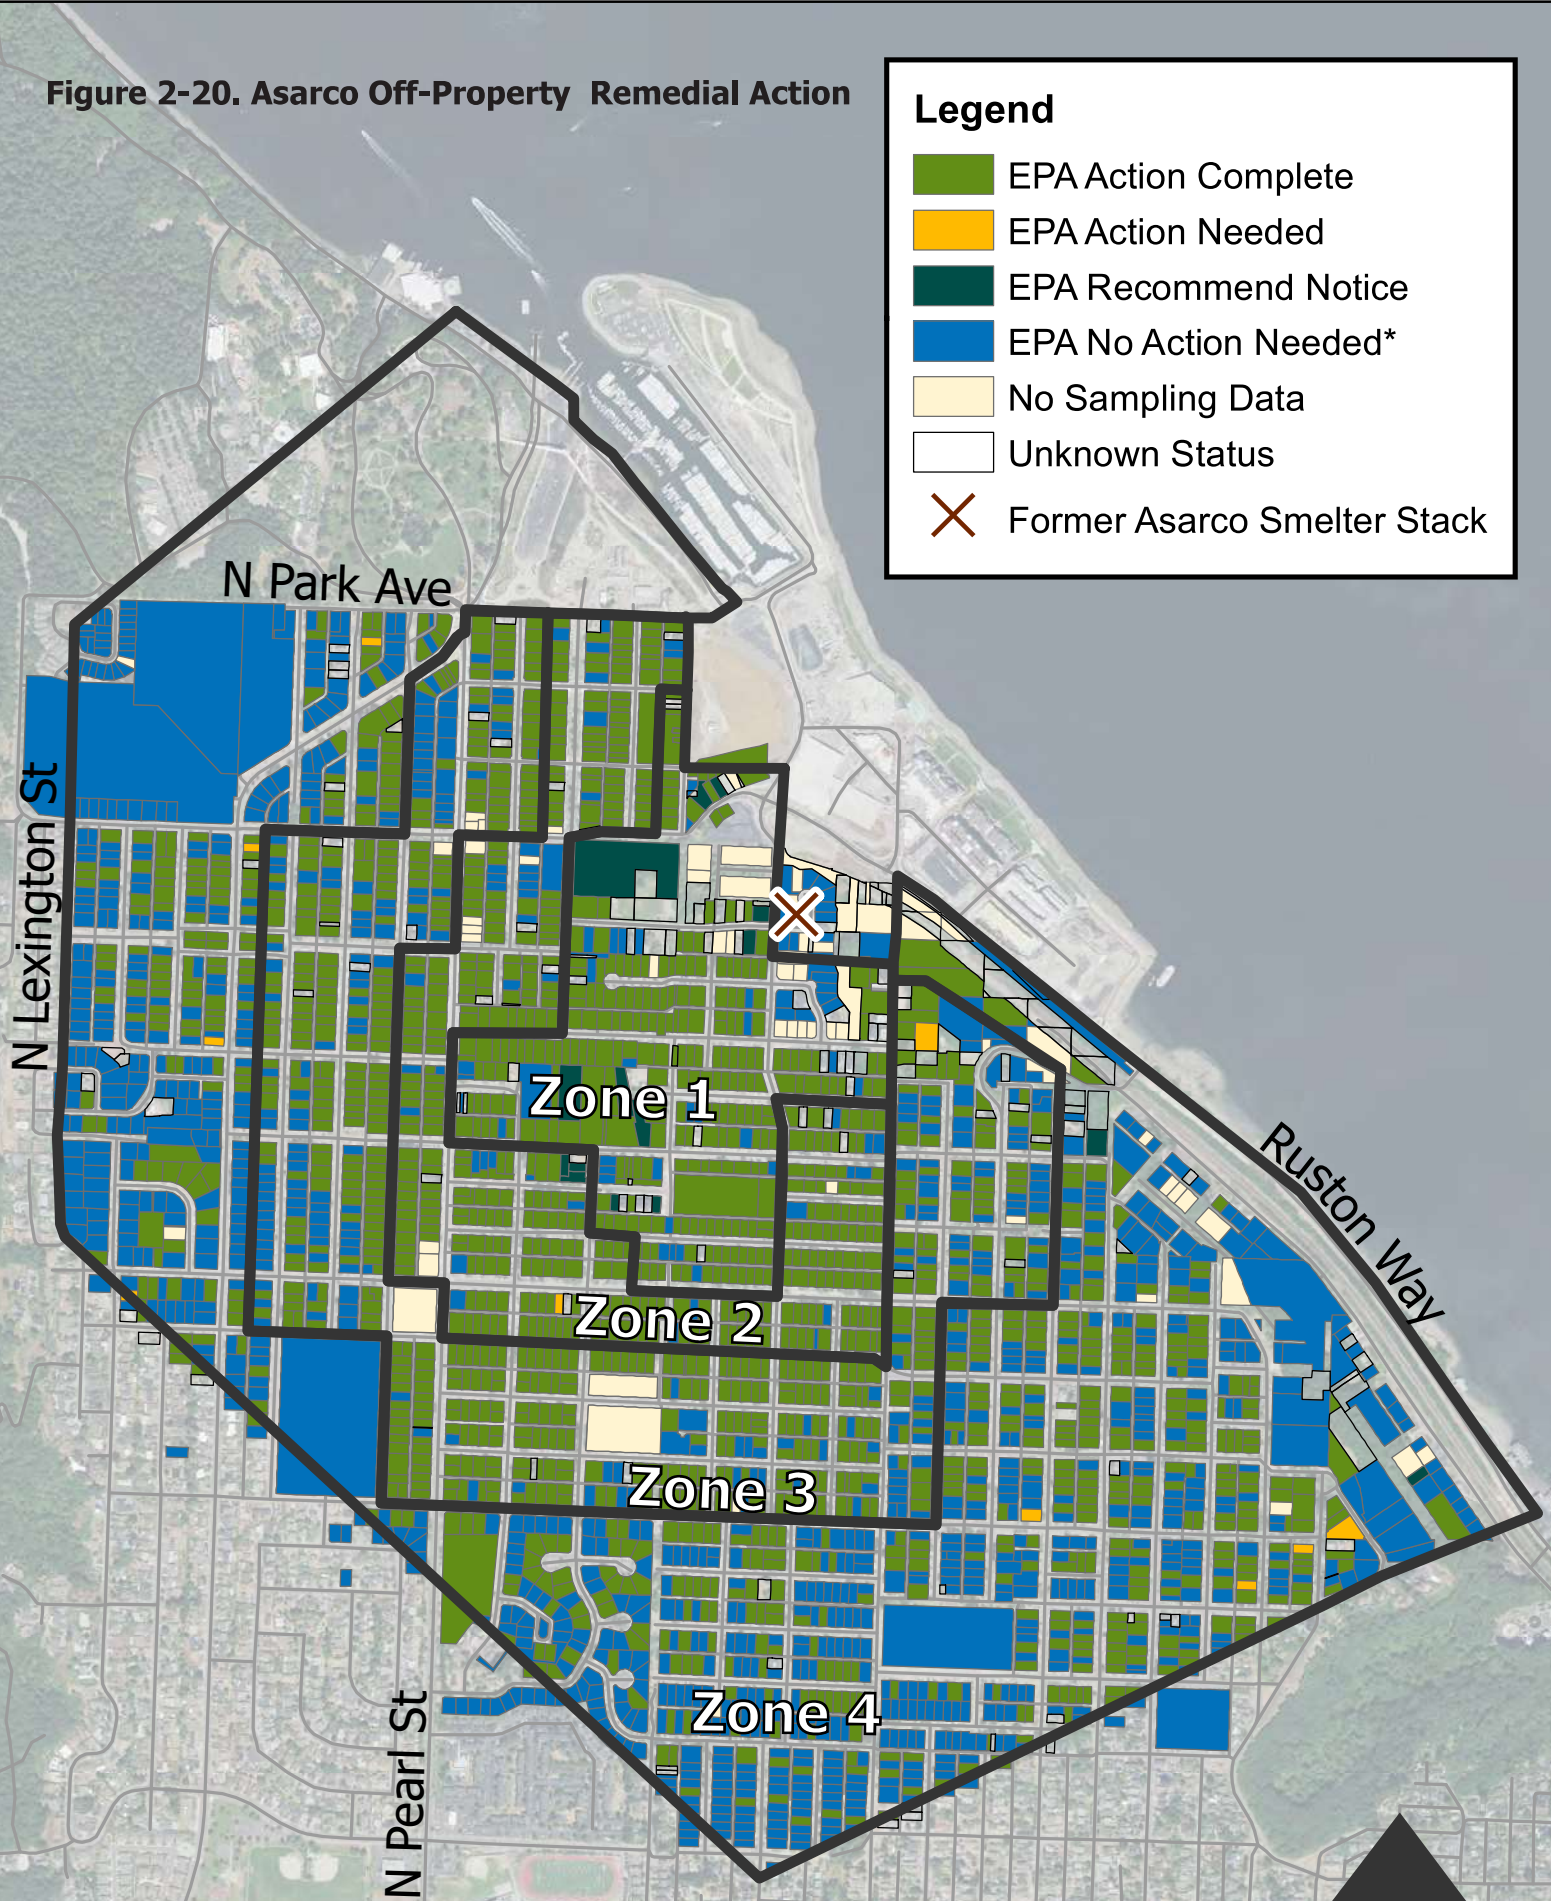 Figure 2-20. Asarco Off-Property Remedial Action
Legend
EPA Action Complete
EPA Action Needed
EPA Recommend Notice
EPA No Action Needed*
No Sampling Data
Unknown Status
Former Asarco Smelter Stack
N Park Ave
N Lexington St
Zone 1
Ruston Way
Zone 2
Zone 3
Zone 4
N Pearl St